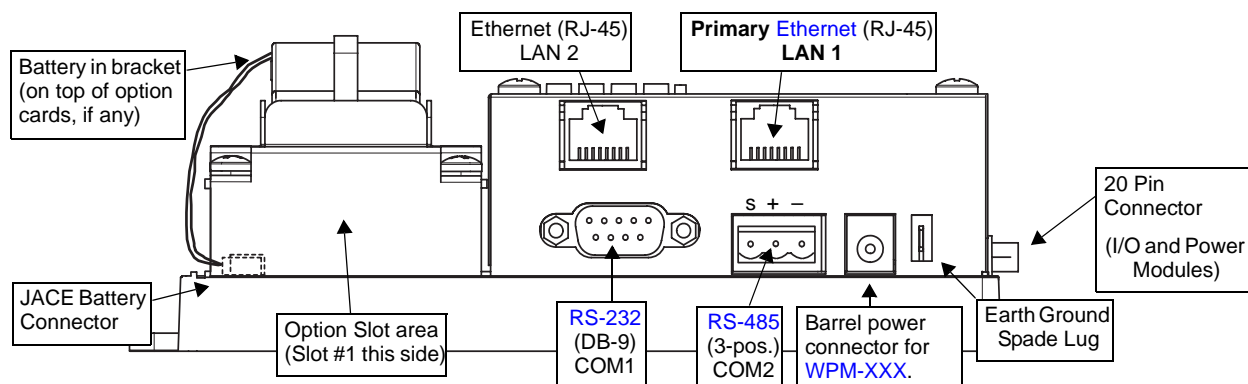 Ethernet (RJ-45)
LAN 2
Primary Ethernet (RJ-45)
LAN 1
Battery in bracket
(on top of option
cards, if any)
20 Pin
Connector
(I/O and Power
Modules)
S + −
JACE Battery
Connector
Option Slot area
(Slot #1 this side)
RS-232
(DB-9)
COM1
RS-485
(3-pos.)
COM2
Barrel power
connector for
WPM-XXX.
Earth Ground
Spade Lug